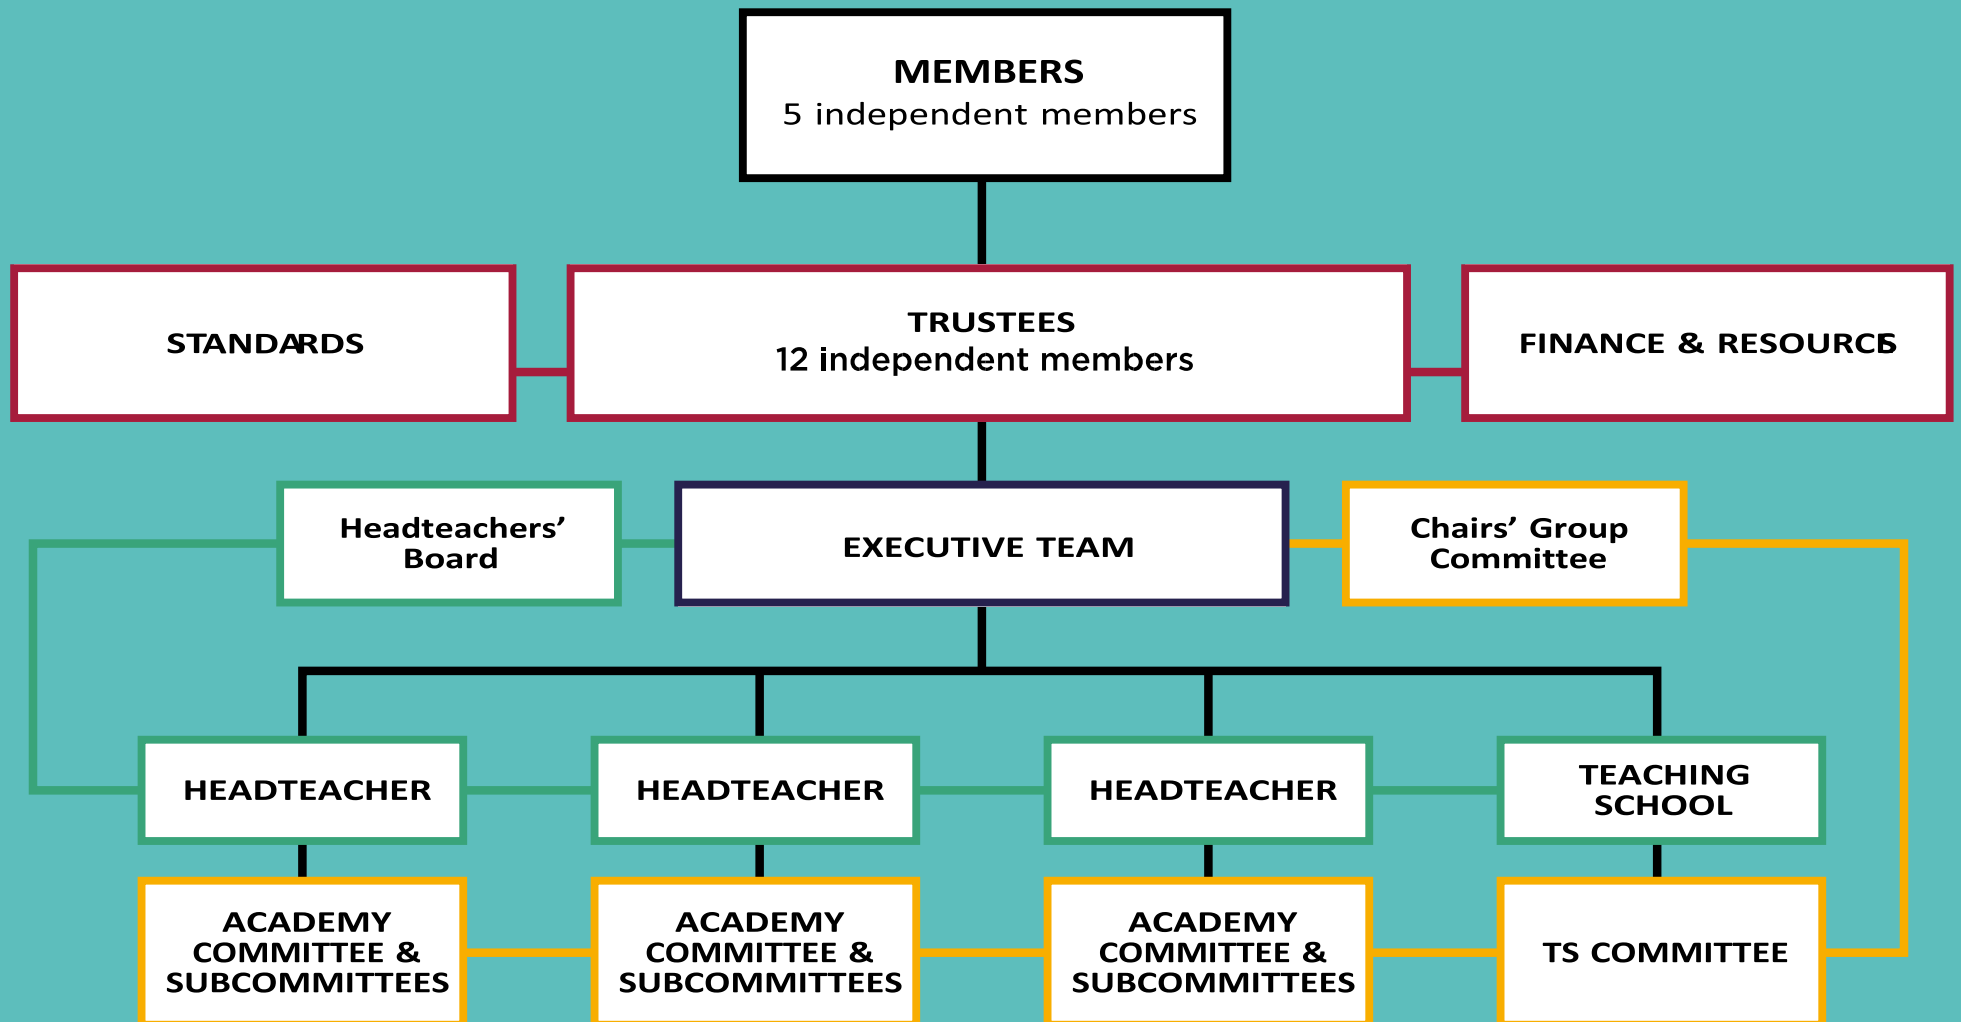 MEMBERS
5 independent members
STANDARDS
TRUSTEES
12 independent members
FINANCE & RESOURCES
Headteachers’
Board
EXECUTIVE TEAM
Chairs’ Group
Committee
HEADTEACHER
HEADTEACHER
HEADTEACHER
TEACHING
SCHOOL
ACADEMY
COMMITTEE &
SUBCOMMITTEES
ACADEMY
COMMITTEE &
SUBCOMMITTEES
ACADEMY
COMMITTEE &
SUBCOMMITTEES
TS COMMITTEE